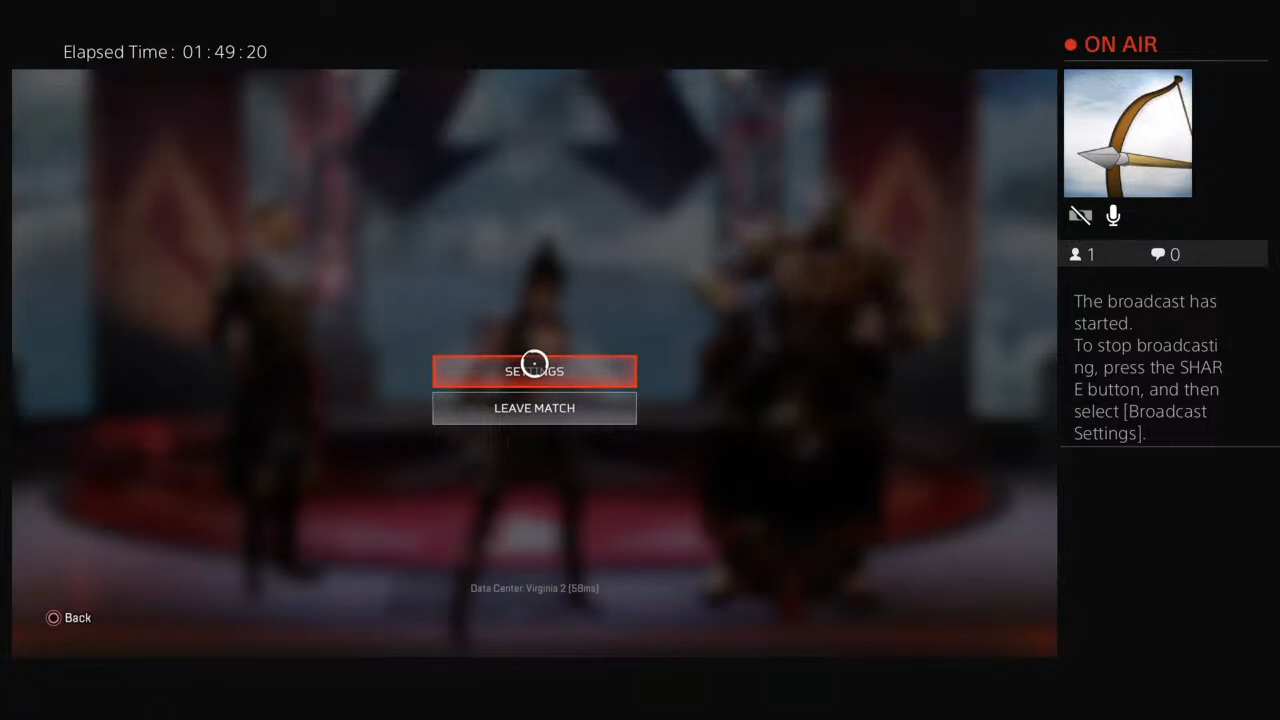 Elapsed Time: 01:49:20
ON AIR
1
0
The broadcast has
started.
To stop broadcasti
ng, press the SHAR
E button, and then
select [Broadcast
Settings].
SETTINGS
LEAVE MATCH
Data Center: Virginia 2 (58ms)
Back